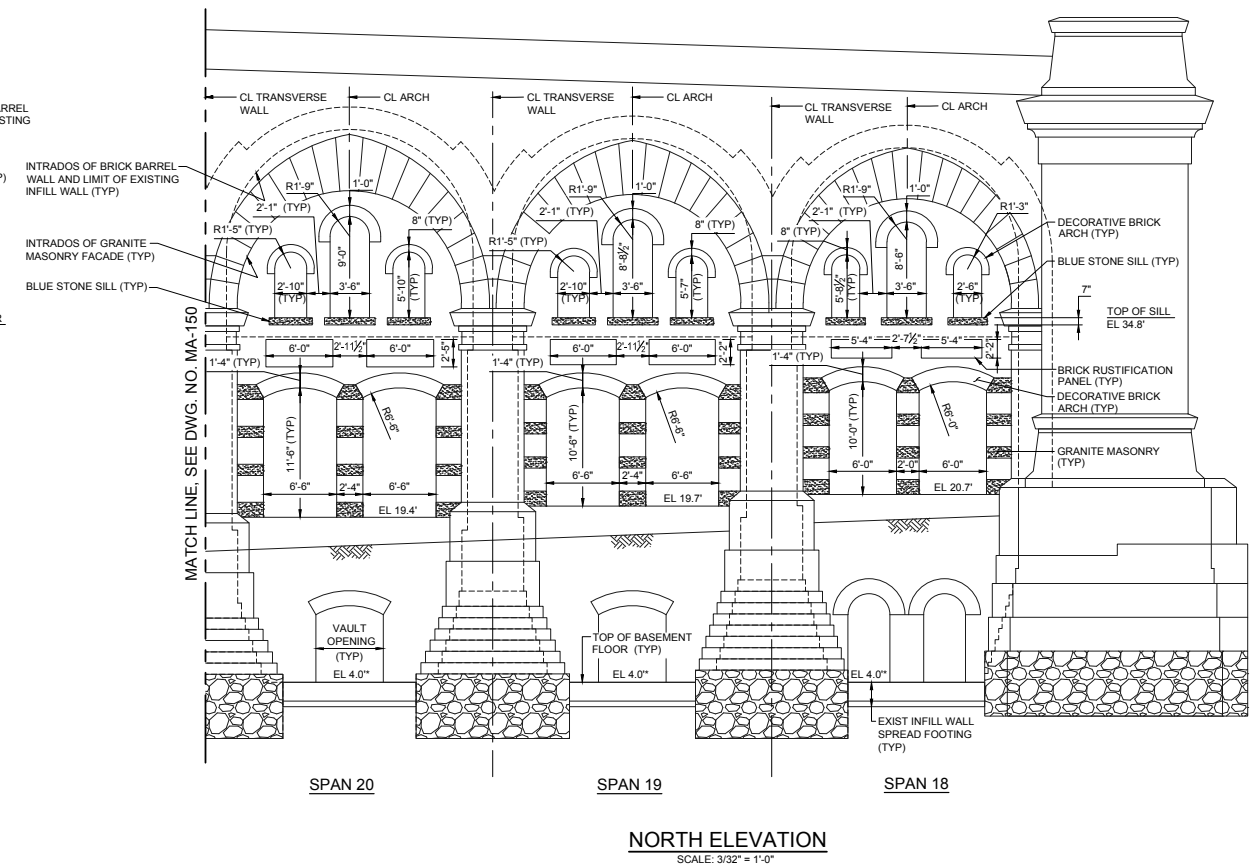 ARREL
ISTING
P)
R
CL TRANSVERSE
WALL
CL ARCH
CL TRANSVERSE
WALL
CL ARCH
CL TRANSVERSE
WALL
CL ARCH
INTRADOS OF BRICK BARREL
WALL AND LIMIT OF EXISTING
INFILL WALL (TYP)
INTRADOS OF GRANITE
MASONRY FACADE (TYP)
BLUE STONE SILL (TYP)
MATCH LINE, SEE DWG. NO. MA-150
R1'-9"
1'-0"
2'-1" (TYP)
8" (TYP)
R1'-5" (TYP)
9'-0"
5'-10" (TYP)
2'-10"
(TYP)
3'-6"
R1'-9"
1'-0"
2'-1" (TYP)
8" (TYP)
R1'-5" (TYP)
8'-8½"
5'-7" (TYP)
2'-10"
(TYP)
3'-6"
R1'-9"
1'-0"
R1'-3"
2'-1" (TYP)
8" (TYP)
8'-6"
5'-8½"
(TYP)
3'-6"
2'-6"
(TYP)
DECORATIVE BRICK
ARCH (TYP)
BLUE STONE SILL (TYP)
7"
TOP OF SILL
EL 34.8'
6'-0"
2'-11½"
6'-0"
2'-5"
1'-4" (TYP)
6'-0"
2'-11½"
6'-0"
2'-2"
1'-4" (TYP)
5'-4"
2'-7½"
5'-4"
2'-2"
1'-4" (TYP)
BRICK RUSTIFICATION
PANEL (TYP)
DECORATIVE BRICK
ARCH (TYP)
GRANITE MASONRY
(TYP)
11'-6" (TYP)
R6'-6"
6'-6"
2'-4"
6'-6"
EL 19.4'
10'-6" (TYP)
R6'-6"
6'-6"
2'-4"
6'-6"
EL 19.7'
10'-0" (TYP)
R6'-0"
6'-0"
2'-0"
6'-0"
EL 20.7'
VAULT
OPENING
(TYP)
EL 4.0'*
TOP OF BASEMENT
FLOOR (TYP)
EL 4.0'*
EL 4.0'*
EXIST INFILL WALL
SPREAD FOOTING
(TYP)
SPAN 20
SPAN 19
SPAN 18
NORTH ELEVATION
SCALE: 3/32" = 1'-0"